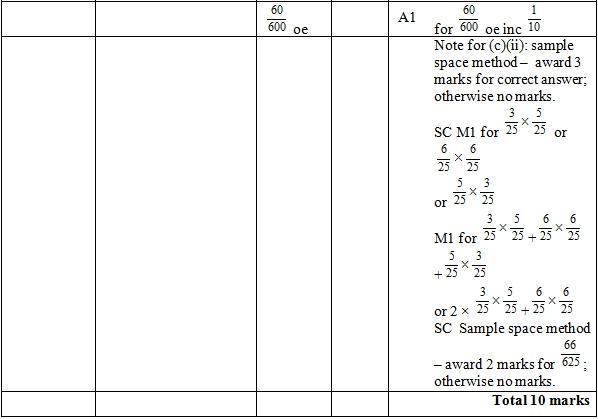 60/600 oe A1 for 60/600 oe inc 1/10
Note for (c)(ii): sample
space method – award 3
marks for correct answer;
otherwise no marks.
SC M1 for 3/25 × 5/25 or
6/25 × 6/25
or 5/25 × 3/25
M1 for 3/25 × 5/25 + 6/25 × 6/25
+ 5/25 × 3/25
or 2 × 3/25 × 5/25 + 6/25 × 6/25
SC Sample space method
– award 2 marks for 66/625 ;
otherwise no marks.
Total 10 marks